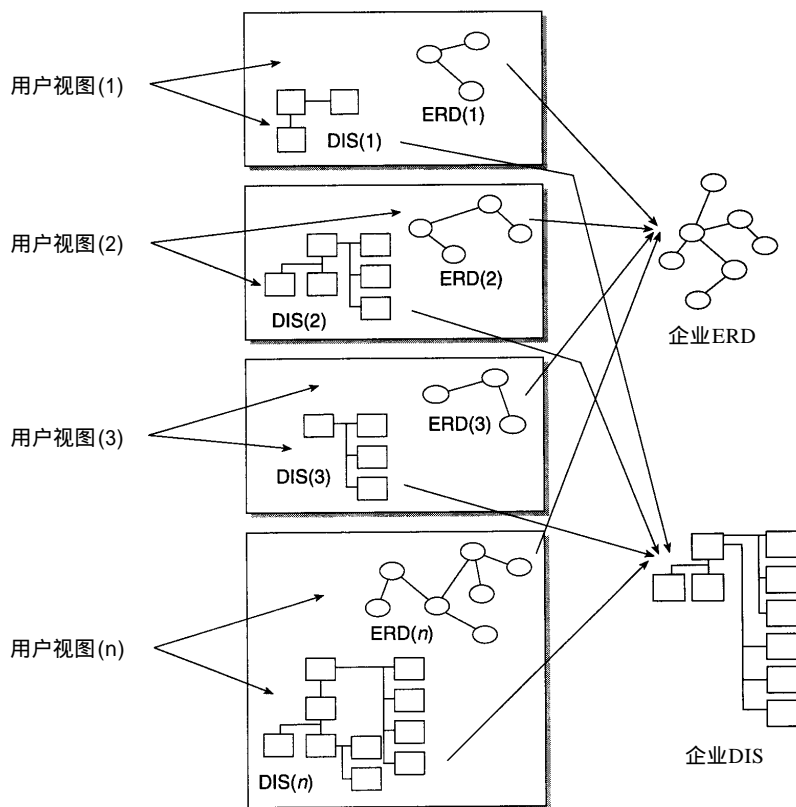 用户视图(1)
ERD(1)
DIS(1)
用户视图(2)
ERD(2)
DIS(2)
企业ERD
用户视图(3)
ERD(3)
DIS(3)
用户视图(n)
ERD(n)
DIS(n)
企业DIS